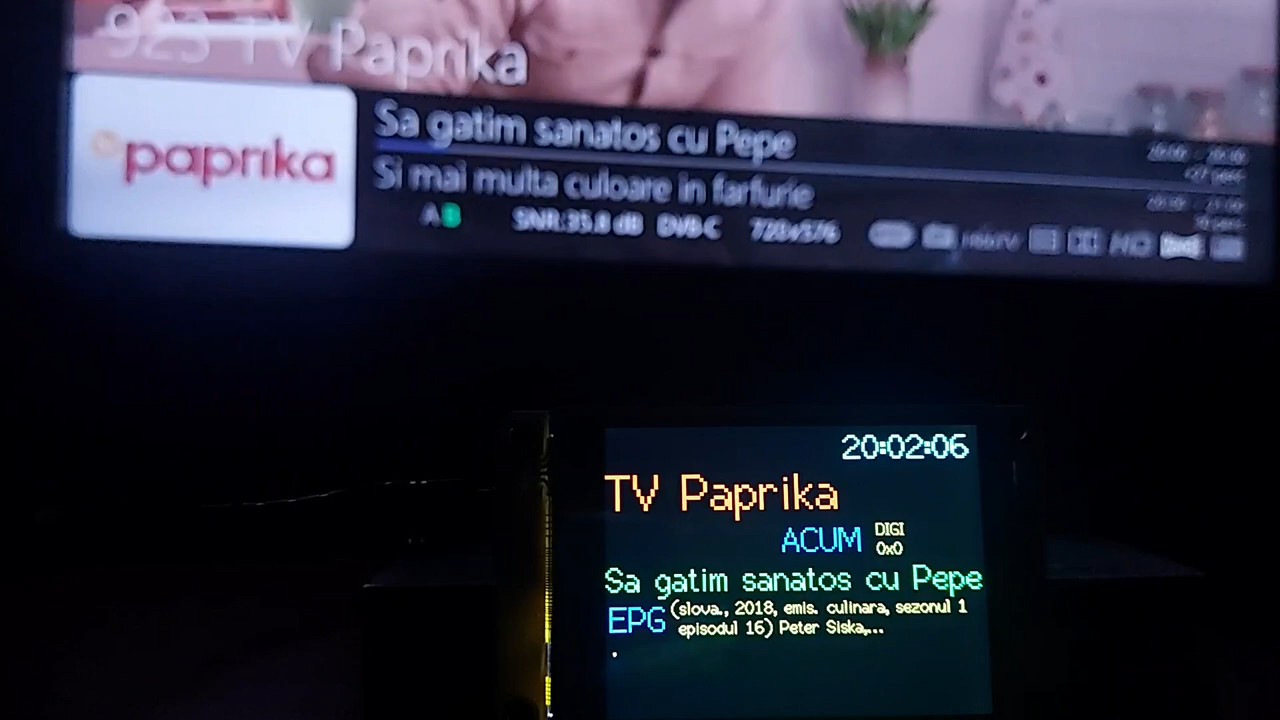 923 TV Paprika
paprika
Sa gatim sanatos cu Pepe
Si mai multa culoare in farfurie
AB SNR:35.8 dB DVB-C 720x576
20:02:06
TV Paprika
ACUM DIGI
0x0
Sa gatim sanatos cu Pepe
EPG (slova., 2018, emis. culinara, sezonul 1
episodul 16) Peter Siska,...
.